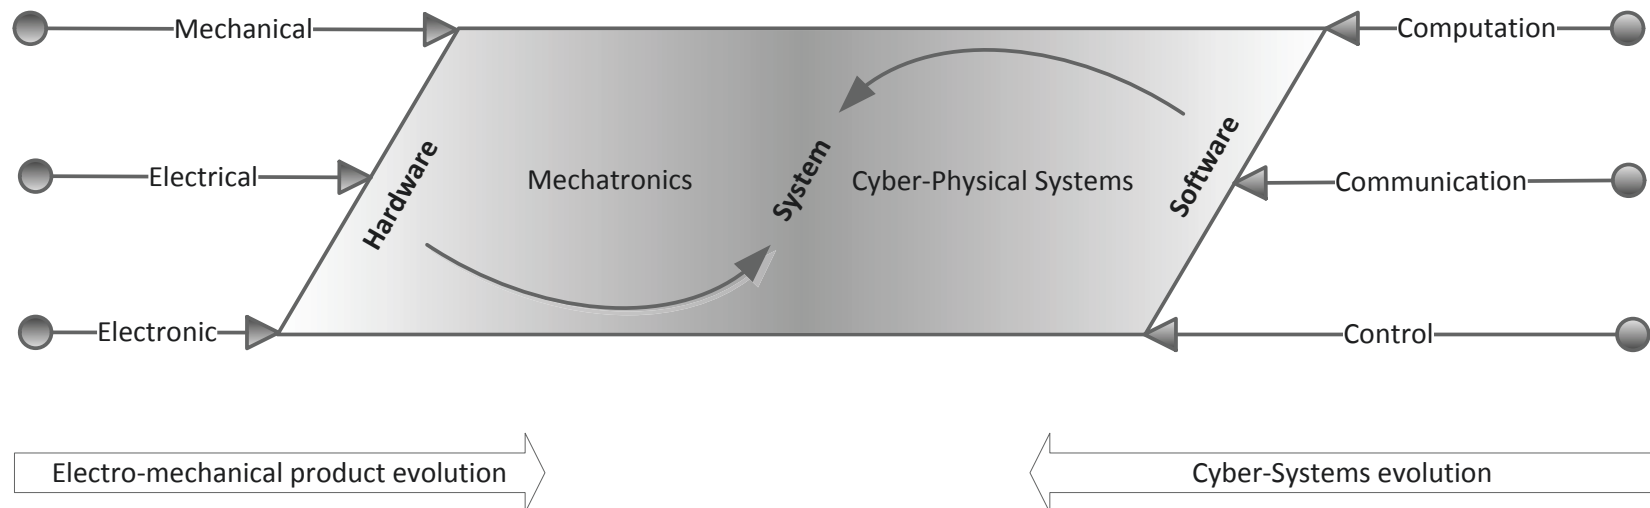 Mechanical
Computation
Electrical
Hardware
Mechatronics
System
Cyber-Physical Systems
Software
Communication
Electronic
Control
Electro-mechanical product evolution
Cyber-Systems evolution